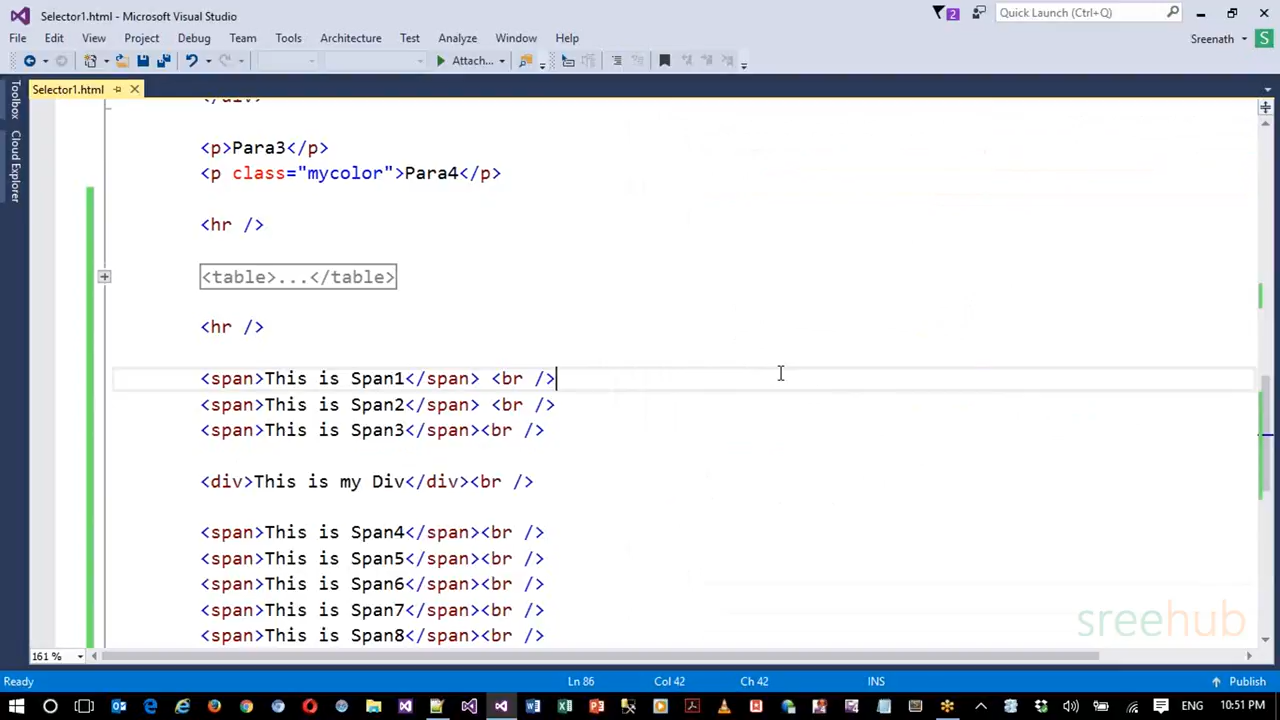 Selector1.html - Microsoft Visual Studio
2
Quick Launch (Ctrl+Q)
File Edit View Project Debug Team Tools Architecture Test Analyze Window Help
Sreenath S
Attach...
Toolbox
Cloud Explorer
Selector1.html
</div>
<p>Para3</p>
<p class="mycolor">Para4</p>
<hr />
<table>...</table>
<hr />
<span>This is Span1</span> <br />
<span>This is Span2</span> <br />
<span>This is Span3</span><br />
<div>This is my Div</div><br />
<span>This is Span4</span><br />
<span>This is Span5</span><br />
<span>This is Span6</span><br />
<span>This is Span7</span><br />
<span>This is Span8</span><br />
sreehub
161 %
Ready Ln 86 Col 42 Ch 42 INS Publish
ENG 10:51 PM